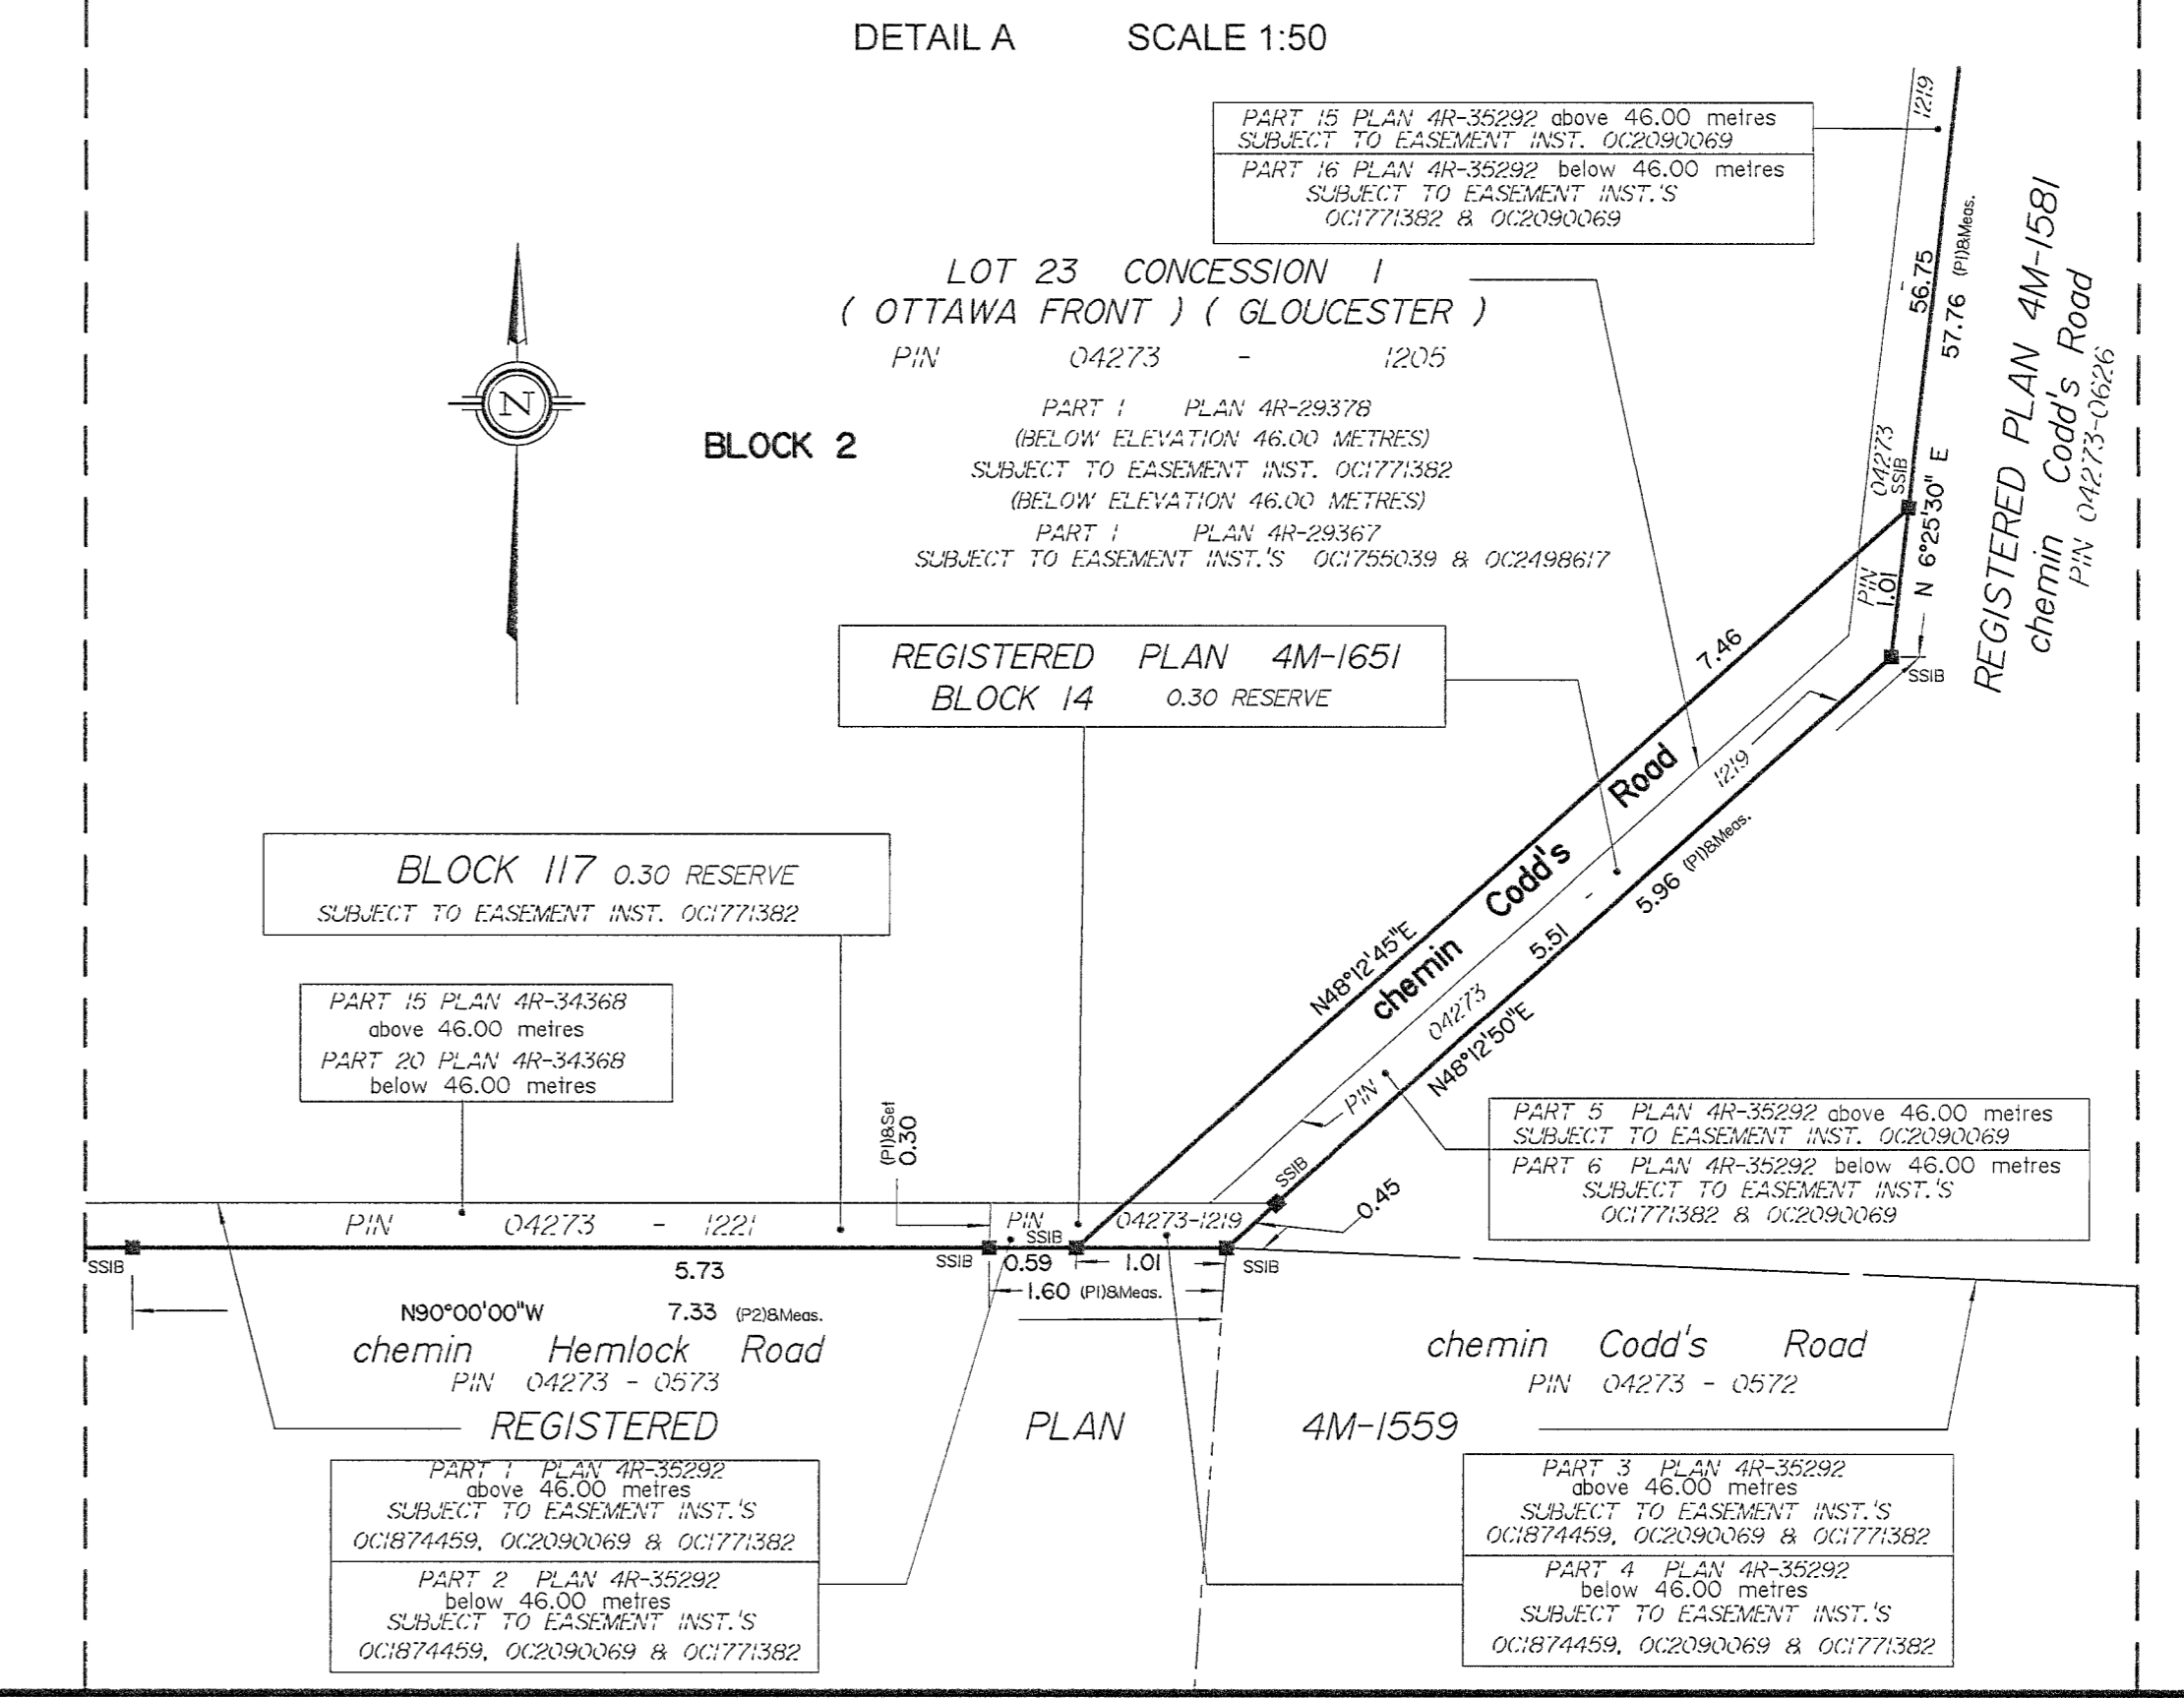 DETAIL A SCALE 1:50
PART 15 PLAN 4R-35292 above 46.00 metres
SUBJECT TO EASEMENT INST. OC2090069
PART 16 PLAN 4R-35292 below 46.00 metres
SUBJECT TO EASEMENT INST.'S
OC1771382 & OC2090069
1219
56.75
57.76 (P1)&Meas.
REGISTERED PLAN 4M-1581
chemin Codd's Road
PIN 04273-0626
LOT 23 CONCESSION 1
( OTTAWA FRONT ) ( GLOUCESTER )
PIN 04273 - 1205
N
BLOCK 2
PART 1 PLAN 4R-29378
(BELOW ELEVATION 46.00 METRES)
SUBJECT TO EASEMENT INST. OC1771382
(BELOW ELEVATION 46.00 METRES)
PART 1 PLAN 4R-29367
SUBJECT TO EASEMENT INST.'S OC1755039 & OC2498617
PIN 04273 -
SSIB
N 6°25'30" E
1.01
SSIB
REGISTERED PLAN 4M-1651
BLOCK 14 0.30 RESERVE
7.46
N48°12'45"E
chemin Codd's Road
PIN 04273 - 1219
5.51
5.96 (P1)&Meas.
N48°12'50"E
BLOCK 117 0.30 RESERVE
SUBJECT TO EASEMENT INST. OC1771382
PART 15 PLAN 4R-34368
above 46.00 metres
PART 20 PLAN 4R-34368
below 46.00 metres
(P1)&Set
0.30
PART 5 PLAN 4R-35292 above 46.00 metres
SUBJECT TO EASEMENT INST. OC2090069
PART 6 PLAN 4R-35292 below 46.00 metres
SUBJECT TO EASEMENT INST.'S
OC1771382 & OC2090069
SSIB
0.45
PIN 04273 - 1221
PIN 04273-1219
SSIB
SSIB
SSIB
SSIB
5.73
0.59
1.01
1.60 (P1)&Meas.
N90°00'00"W 7.33 (P2)&Meas.
chemin Hemlock Road
PIN 04273 - 0573
chemin Codd's Road
PIN 04273 - 0572
REGISTERED PLAN 4M-1559
PART 1 PLAN 4R-35292
above 46.00 metres
SUBJECT TO EASEMENT INST.'S
OC1874459, OC2090069 & OC1771382
PART 2 PLAN 4R-35292
below 46.00 metres
SUBJECT TO EASEMENT INST.'S
OC1874459, OC2090069 & OC1771382
PART 3 PLAN 4R-35292
above 46.00 metres
SUBJECT TO EASEMENT INST.'S
OC1874459, OC2090069 & OC1771382
PART 4 PLAN 4R-35292
below 46.00 metres
SUBJECT TO EASEMENT INST.'S
OC1874459, OC2090069 & OC1771382